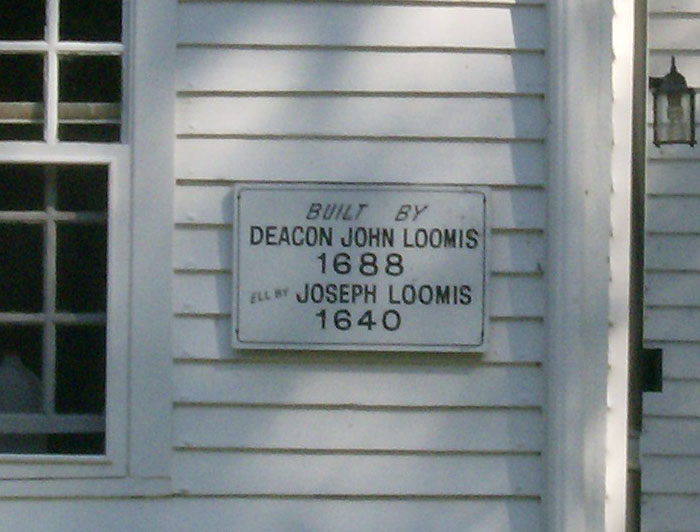 BUILT BY
DEACON JOHN LOOMIS
1688
ELL BY JOSEPH LOOMIS
1640